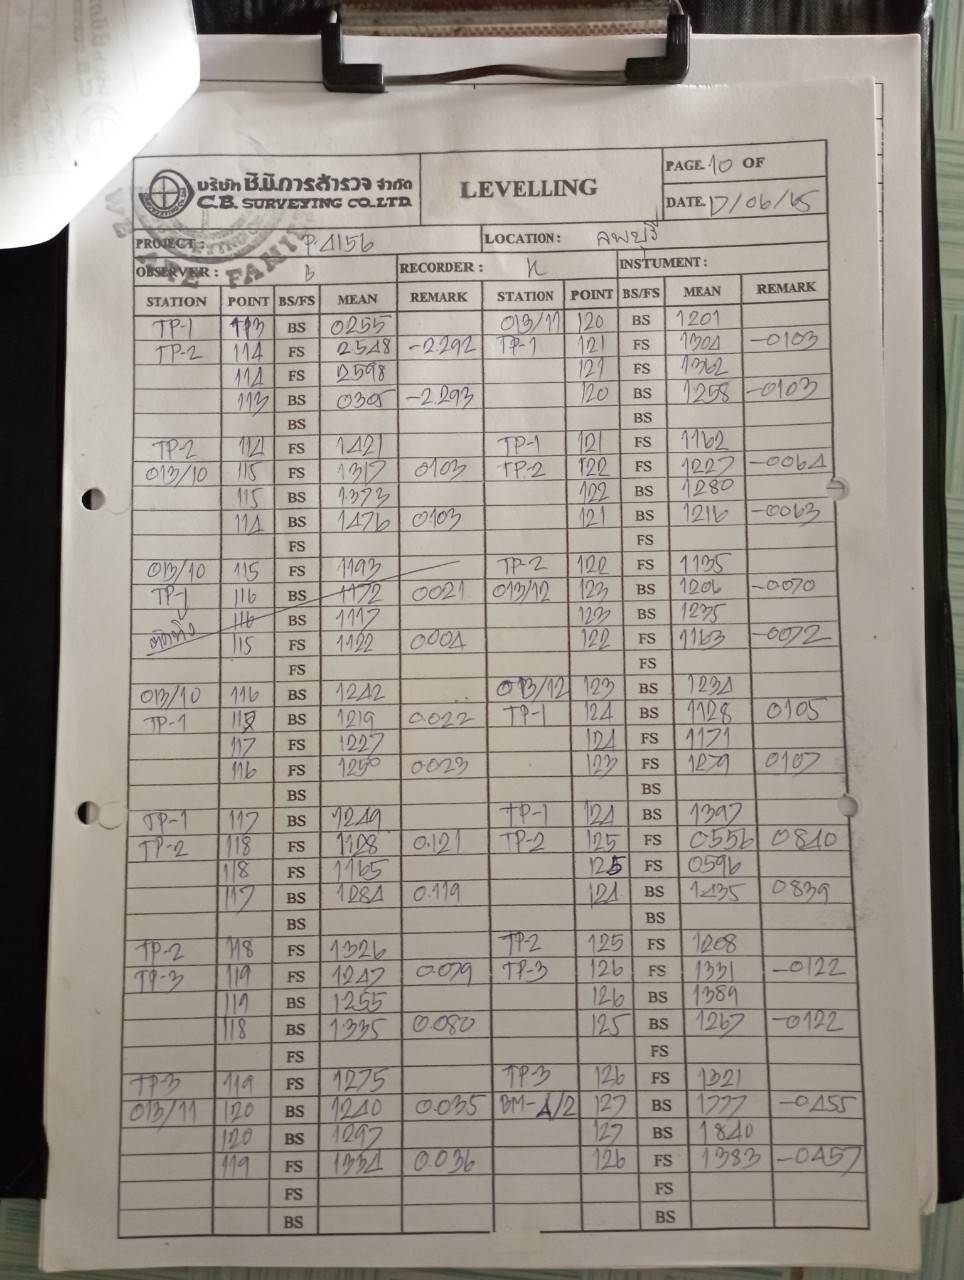 บริษัท ซี.บี.การสำรวจ จำกัด
C.B. SURVEYING CO.,LTD.
LEVELLING
PAGE. 10 OF
DATE. 17/06/65
PROJECT : P.4156 LOCATION : ลพบุรี
OBSERVER : b RECORDER : INSTUMENT :
STATION POINT BS/FS MEAN REMARK STATION POINT BS/FS MEAN REMARK
TP-1 113 BS 0255 013/11 120 BS 1201
TP-2 114 FS 2548 -2.292 TP-1 121 FS 1304 -0103
114 FS 2598 121 FS 1362
113 BS 0305 -2.293 120 BS 1258 -0103
BS BS
TP-2 114 FS 1421 TP-1 121 FS 1162
013/10 115 FS 1317 0103 TP-2 122 FS 1227 -0064
115 BS 1373 122 BS 1280
114 BS 1476 0103 121 BS 1216 -0063
FS FS
013/10 115 FS 1193 TP-2 122 FS 1135
TP-1 116 BS 1172 0021 013/12 123 BS 1206 -0070
ตัดทิ้ง 116 BS 1117 123 BS 1235
115 FS 1122 0004 122 FS 1163 -0072
FS FS
013/10 116 BS 1242 013/12 123 BS 1234
TP-1 117 BS 1219 0.022 TP-1 124 BS 1128 0105
117 FS 1227 124 FS 1171
116 FS 1250 0.023 123 FS 1279 0107
BS BS
TP-1 117 BS 1249 TP-1 124 BS 1397
TP-2 118 FS 1128 0.121 TP-2 125 FS 0556 0840
118 FS 1165 125 FS 0596
117 BS 1284 0.119 124 BS 1435 0839
BS BS
TP-2 118 FS 1326 TP-2 125 FS 1208
TP-3 119 FS 1247 0.079 TP-3 126 FS 1331 -0122
119 BS 1255 126 BS 1389
118 BS 1.335 0.080 125 BS 1267 -0122
FS FS
TP-3 119 FS 1275 TP-3 126 FS 1321
013/11 120 BS 1240 0.035 BM-4/2 127 BS 1777 -0455
120 BS 1297 127 BS 1840
119 FS 1334 0.036 126 FS 1383 -0457
FS FS
BS BS